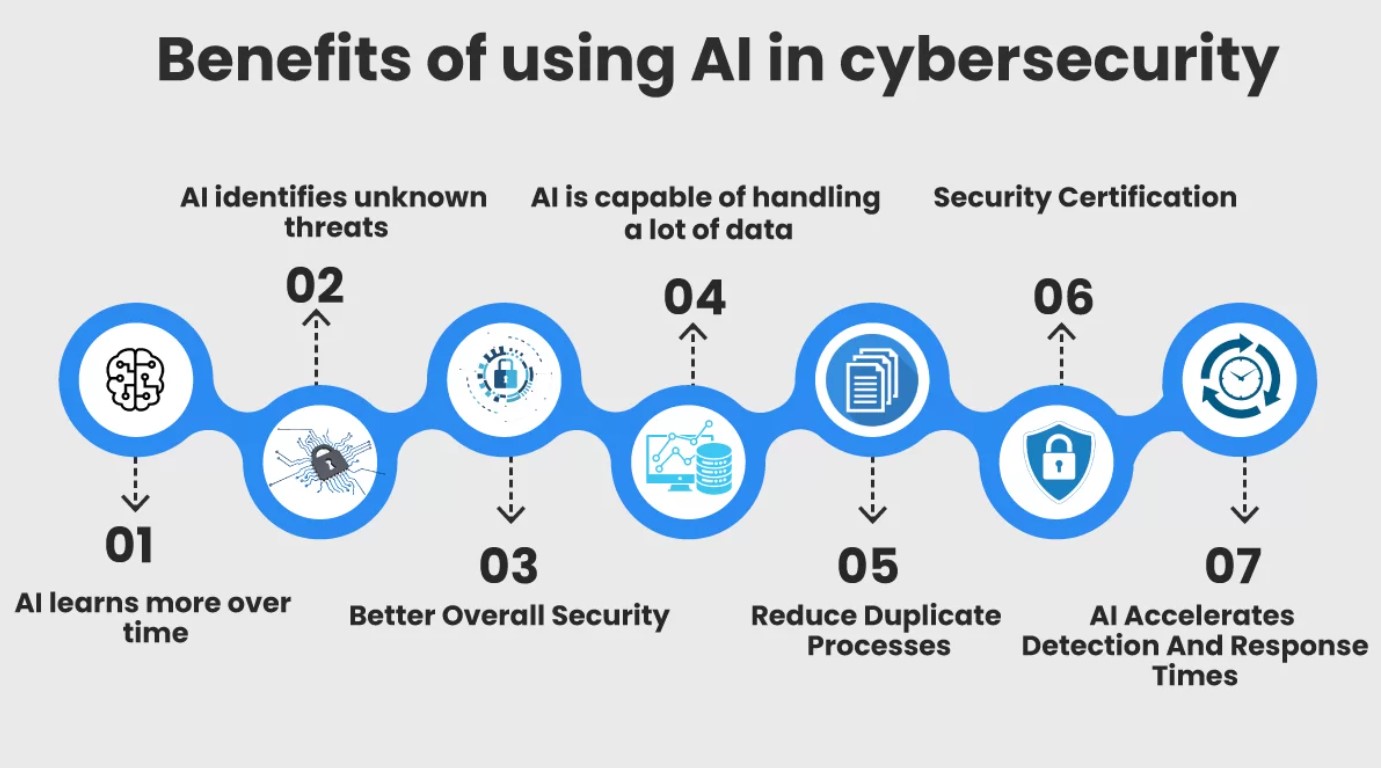 Benefits of using AI in cybersecurity
01
AI learns more over
time
AI identifies unknown
threats
02
03
Better Overall Security
AI is capable of handling
a lot of data
04
05
Reduce Duplicate
Processes
Security Certification
06
07
AI Accelerates
Detection And Response
Times